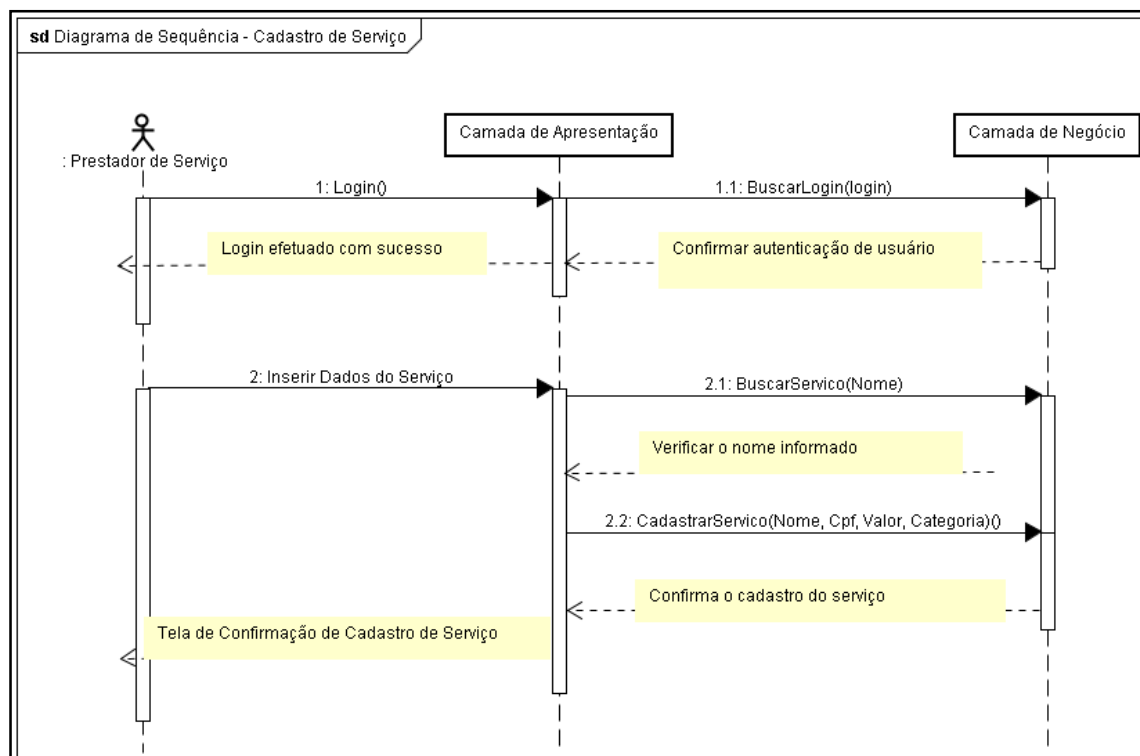 sd Diagrama de Sequência - Cadastro de Serviço
: Prestador de Serviço
Camada de Apresentação
Camada de Negócio
1: Login()
1.1: BuscarLogin(login)
Login efetuado com sucesso
Confirmar autenticação de usuário
2: Inserir Dados do Serviço
2.1: BuscarServico(Nome)
Verificar o nome informado
2.2: CadastrarServico(Nome, Cpf, Valor, Categoria)()
Confirma o cadastro do serviço
Tela de Confirmação de Cadastro de Serviço